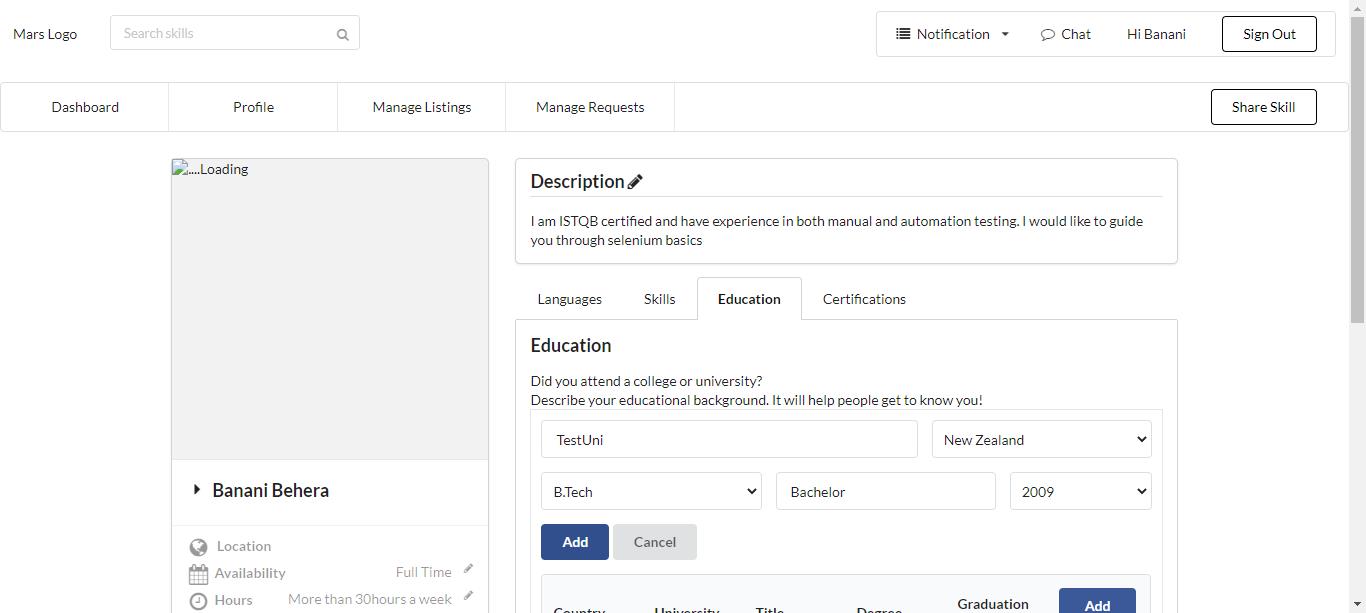 Mars Logo
Search skills
Notification
Chat
Hi Banani
Sign Out
Dashboard
Profile
Manage Listings
Manage Requests
Share Skill
....Loading
Banani Behera
Location
Availability
Full Time
Hours
More than 30hours a week
Description
I am ISTQB certified and have experience in both manual and automation testing. I would like to guide
you through selenium basics
Languages
Skills
Education
Certifications
Education
Did you attend a college or university?
Describe your educational background. It will help people get to know you!
TestUni
New Zealand
B.Tech
Bachelor
2009
Add
Cancel
Country
University
Title
Degree
Graduation
Add